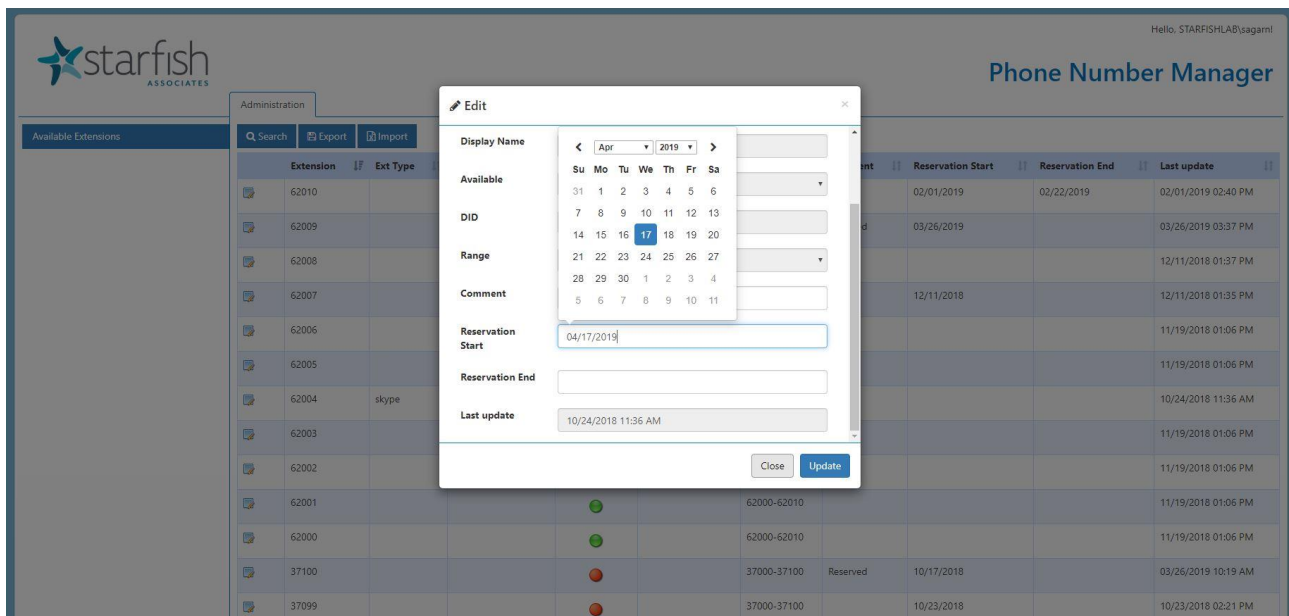 Hello. STARFISHLAB\sagarnl
starfish
ASSOCIATES
Phone Number Manager
Administration
Available Extensions
Search Export Import
Extension Ext Type Reservation Start Reservation End Last update
62010 02/01/2019 02/22/2019 02/01/2019 02:40 PM
62009 03/26/2019 03/26/2019 03:37 PM
62008 12/11/2018 01:37 PM
62007 12/11/2018 12/11/2018 01:35 PM
62006 11/19/2018 01:06 PM
62005 11/19/2018 01:06 PM
62004 skype 10/24/2018 11:36 AM
62003 11/19/2018 01:06 PM
62002 11/19/2018 01:06 PM
62001 62000-62010 11/19/2018 01:06 PM
62000 62000-62010 11/19/2018 01:06 PM
37100 37000-37100 Reserved 10/17/2018 03/26/2019 10:19 AM
37099 37000-37100 10/23/2018 10/23/2018 02:21 PM
Edit ×
Display Name
Available
DID
Range
Comment
Apr 2019
Su Mo Tu We Th Fr Sa
31 1 2 3 4 5 6
7 8 9 10 11 12 13
14 15 16 17 18 19 20
21 22 23 24 25 26 27
28 29 30 1 2 3 4
5 6 7 8 9 10 11
Reservation
Start 04/17/2019
Reservation End
Last update 10/24/2018 11:36 AM
Close Update